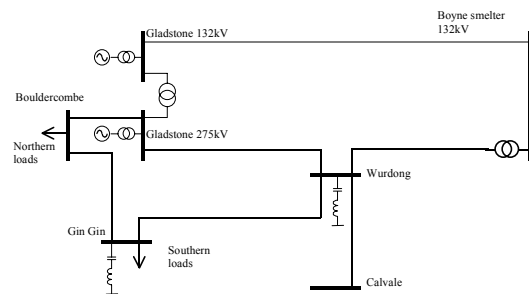 Boyne smelter
132kV
Gladstone 132kV
Bouldercombe
Gladstone 275kV
Northern
loads
Wurdong
Gin Gin
Southern
loads
Calvale